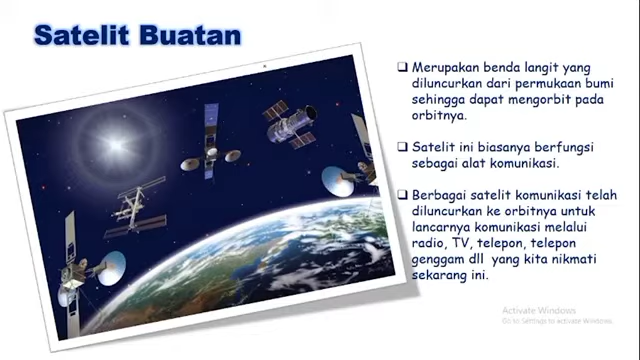 Satelit Buatan
Merupakan benda langit yang
diluncurkan dari permukaan bumi
sehingga dapat mengorbit pada
orbitnya.
Satelit ini biasanya berfungsi
sebagai alat komunikasi.
Berbagai satelit komunikasi telah
diluncurkan ke orbitnya untuk
lancarnya komunikasi melalui
radio, TV, telepon, telepon
genggam dll yang kita nikmati
sekarang ini.
Activate Windows
Go to Settings to activate Windows.